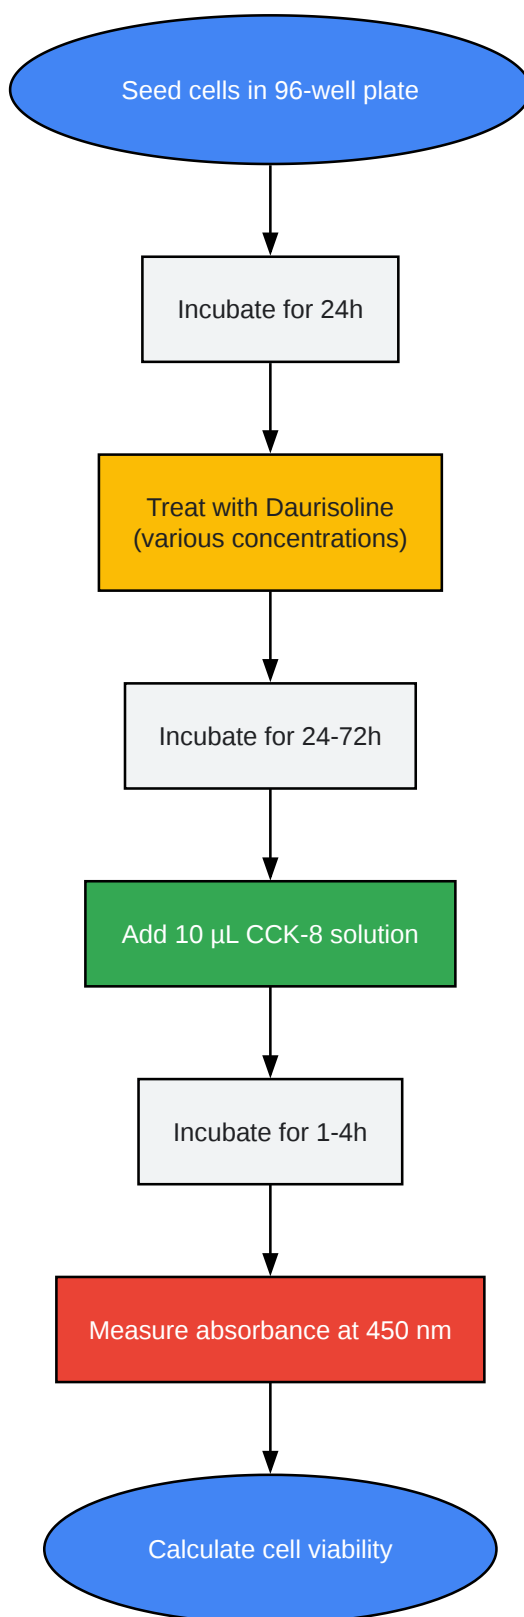 Seed cells in 96-well plate
Incubate for 24h
Treat with Daurisoline
(various concentrations)
Incubate for 24-72h
Add 10 µL CCK-8 solution
Incubate for 1-4h
Measure absorbance at 450 nm
Calculate cell viability